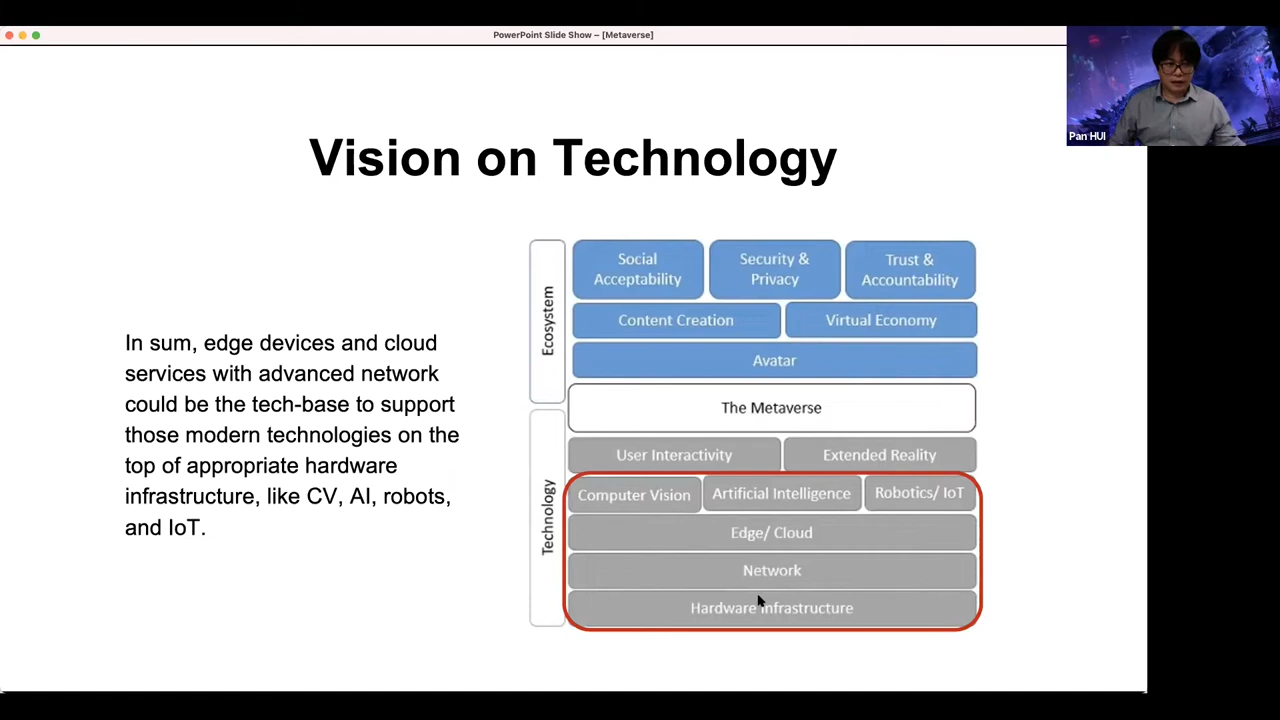 PowerPoint Slide Show – [Metaverse]
Pan HUI
Vision on Technology
In sum, edge devices and cloud
services with advanced network
could be the tech-base to support
those modern technologies on the
top of appropriate hardware
infrastructure, like CV, AI, robots,
and IoT.
Ecosystem
Social
Acceptability
Security &
Privacy
Trust &
Accountability
Content Creation
Virtual Economy
Avatar
The Metaverse
Technology
User Interactivity
Extended Reality
Computer Vision
Artificial Intelligence
Robotics/ IoT
Edge/ Cloud
Network
Hardware Infrastructure